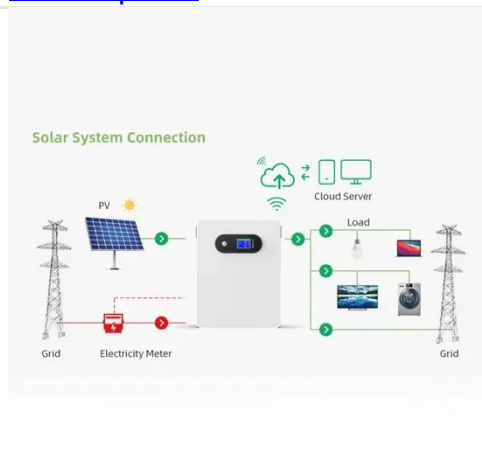 Solar System Connection
Cloud Server
PV
Load
Grid
Electricity Meter
Grid